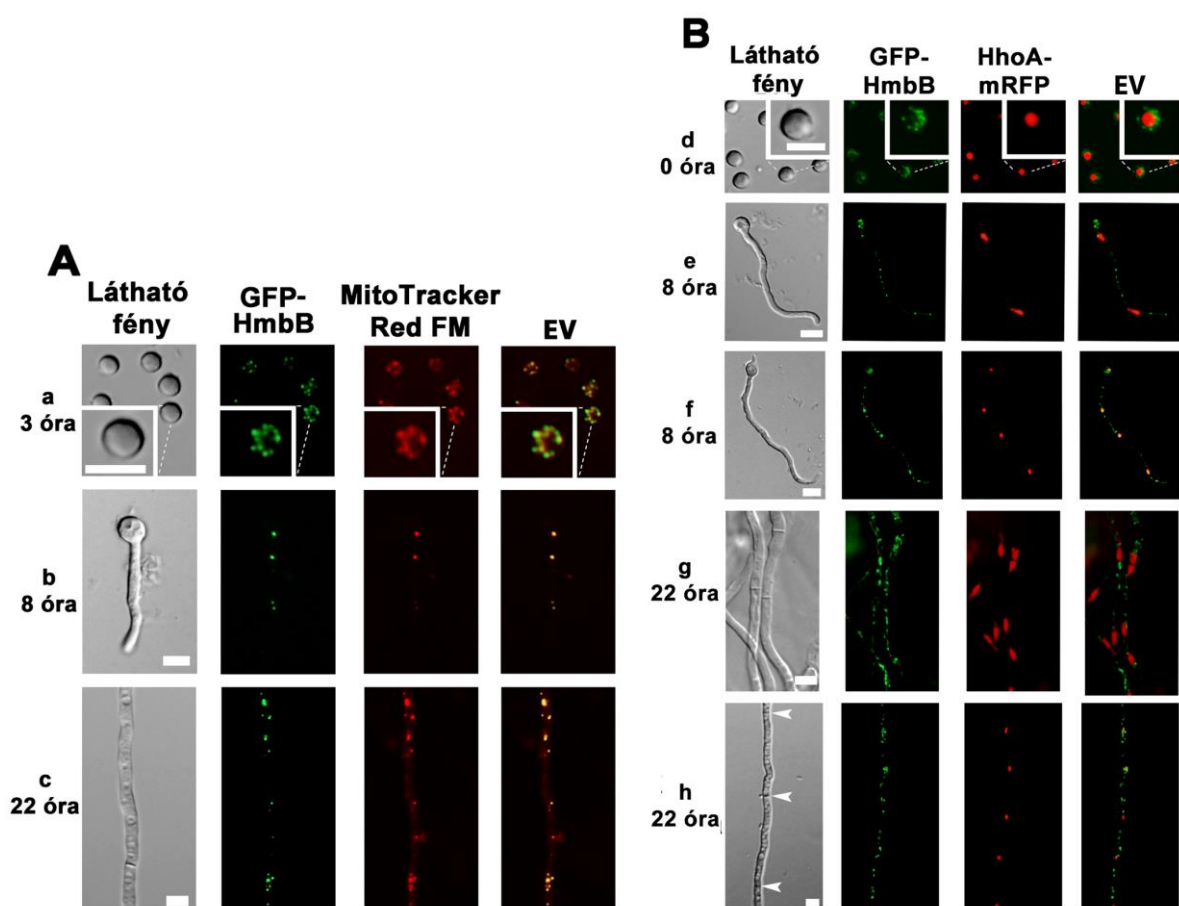 A
Látható
fény
GFP-
HmbB
MitoTracker
Red FM
EV
a
3 óra
b
8 óra
c
22 óra
B
Látható
fény
GFP-
HmbB
HhoA-
mRFP
EV
d
0 óra
e
8 óra
f
8 óra
g
22 óra
h
22 óra